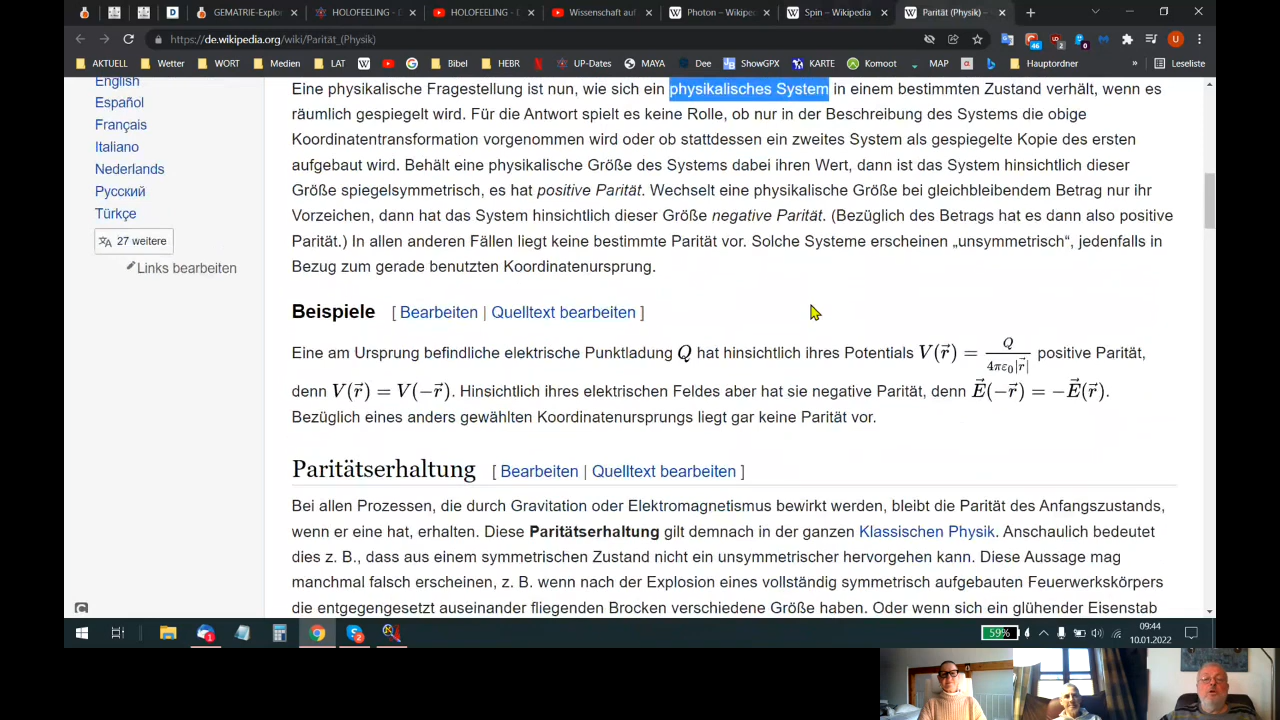 GEMATRIE-Explor
HOLOFEELING - D
HOLOFEELING - D
Wissenschaft auf
Photon – Wikipe
Spin – Wikipedia
Parität (Physik) –
https://de.wikipedia.org/wiki/Parität_(Physik)
46
2
0
U
AKTUELL
Wetter
WORT
Medien
LAT
Bibel
HEBR
UP-Dates
MAYA
Dee
ShowGPX
KARTE
Komoot
MAP
Hauptordner
»
Leseliste
English
Español
Français
Italiano
Nederlands
Русский
Türkçe
27 weitere
Links bearbeiten
Eine physikalische Fragestellung ist nun, wie sich ein physikalisches System in einem bestimmten Zustand verhält, wenn es
räumlich gespiegelt wird. Für die Antwort spielt es keine Rolle, ob nur in der Beschreibung des Systems die obige
Koordinatentransformation vorgenommen wird oder ob stattdessen ein zweites System als gespiegelte Kopie des ersten
aufgebaut wird. Behält eine physikalische Größe des Systems dabei ihren Wert, dann ist das System hinsichtlich dieser
Größe spiegelsymmetrisch, es hat positive Parität. Wechselt eine physikalische Größe bei gleichbleibendem Betrag nur ihr
Vorzeichen, dann hat das System hinsichtlich dieser Größe negative Parität. (Bezüglich des Betrags hat es dann also positive
Parität.) In allen anderen Fällen liegt keine bestimmte Parität vor. Solche Systeme erscheinen „unsymmetrisch“, jedenfalls in
Bezug zum gerade benutzten Koordinatenursprung.
Beispiele [ Bearbeiten | Quelltext bearbeiten ]
Eine am Ursprung befindliche elektrische Punktladung Q hat hinsichtlich ihres Potentials V(r⃗) = Q / 4πε₀|r⃗| positive Parität,
denn V(r⃗) = V(−r⃗). Hinsichtlich ihres elektrischen Feldes aber hat sie negative Parität, denn E⃗(−r⃗) = −E⃗(r⃗).
Bezüglich eines anders gewählten Koordinatenursprungs liegt gar keine Parität vor.
Paritätserhaltung [ Bearbeiten | Quelltext bearbeiten ]
Bei allen Prozessen, die durch Gravitation oder Elektromagnetismus bewirkt werden, bleibt die Parität des Anfangszustands,
wenn er eine hat, erhalten. Diese Paritätserhaltung gilt demnach in der ganzen Klassischen Physik. Anschaulich bedeutet
dies z. B., dass aus einem symmetrischen Zustand nicht ein unsymmetrischer hervorgehen kann. Diese Aussage mag
manchmal falsch erscheinen, z. B. wenn nach der Explosion eines vollständig symmetrisch aufgebauten Feuerwerkskörpers
die entgegengesetzt auseinander fliegenden Brocken verschiedene Größe haben. Oder wenn sich ein glühender Eisenstab
59%
09:44
10.01.2022